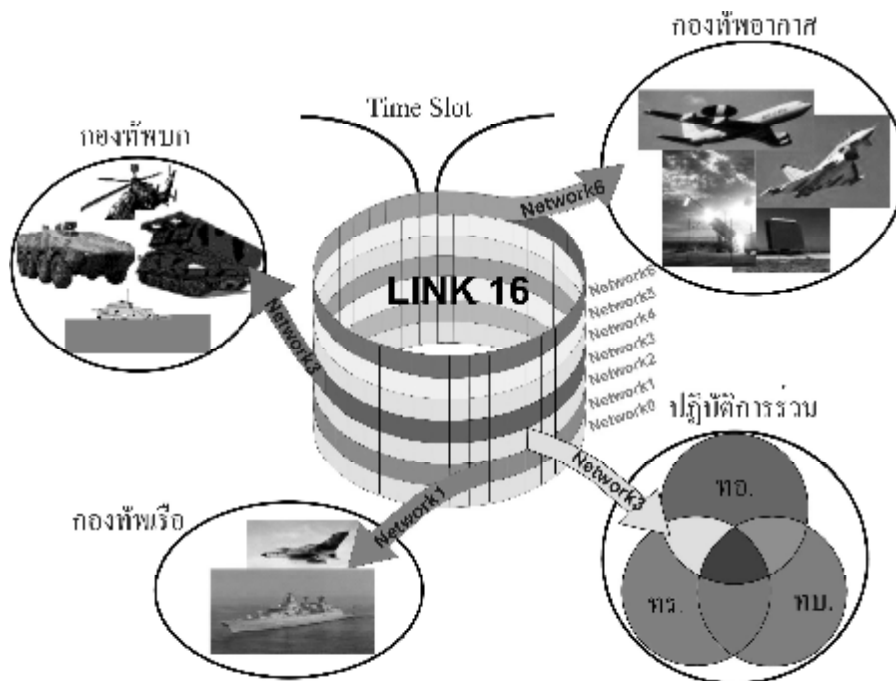 กองทัพอากาศ
Time Slot
กองทัพบก
Network6
LINK 16
Network6
Network5
Network4
Network3
Network2
Network1
Network0
Network3
ปฏิบัติการร่วม
กองทัพเรือ
Network1
Network3
ทอ.
ทร.
ทบ.